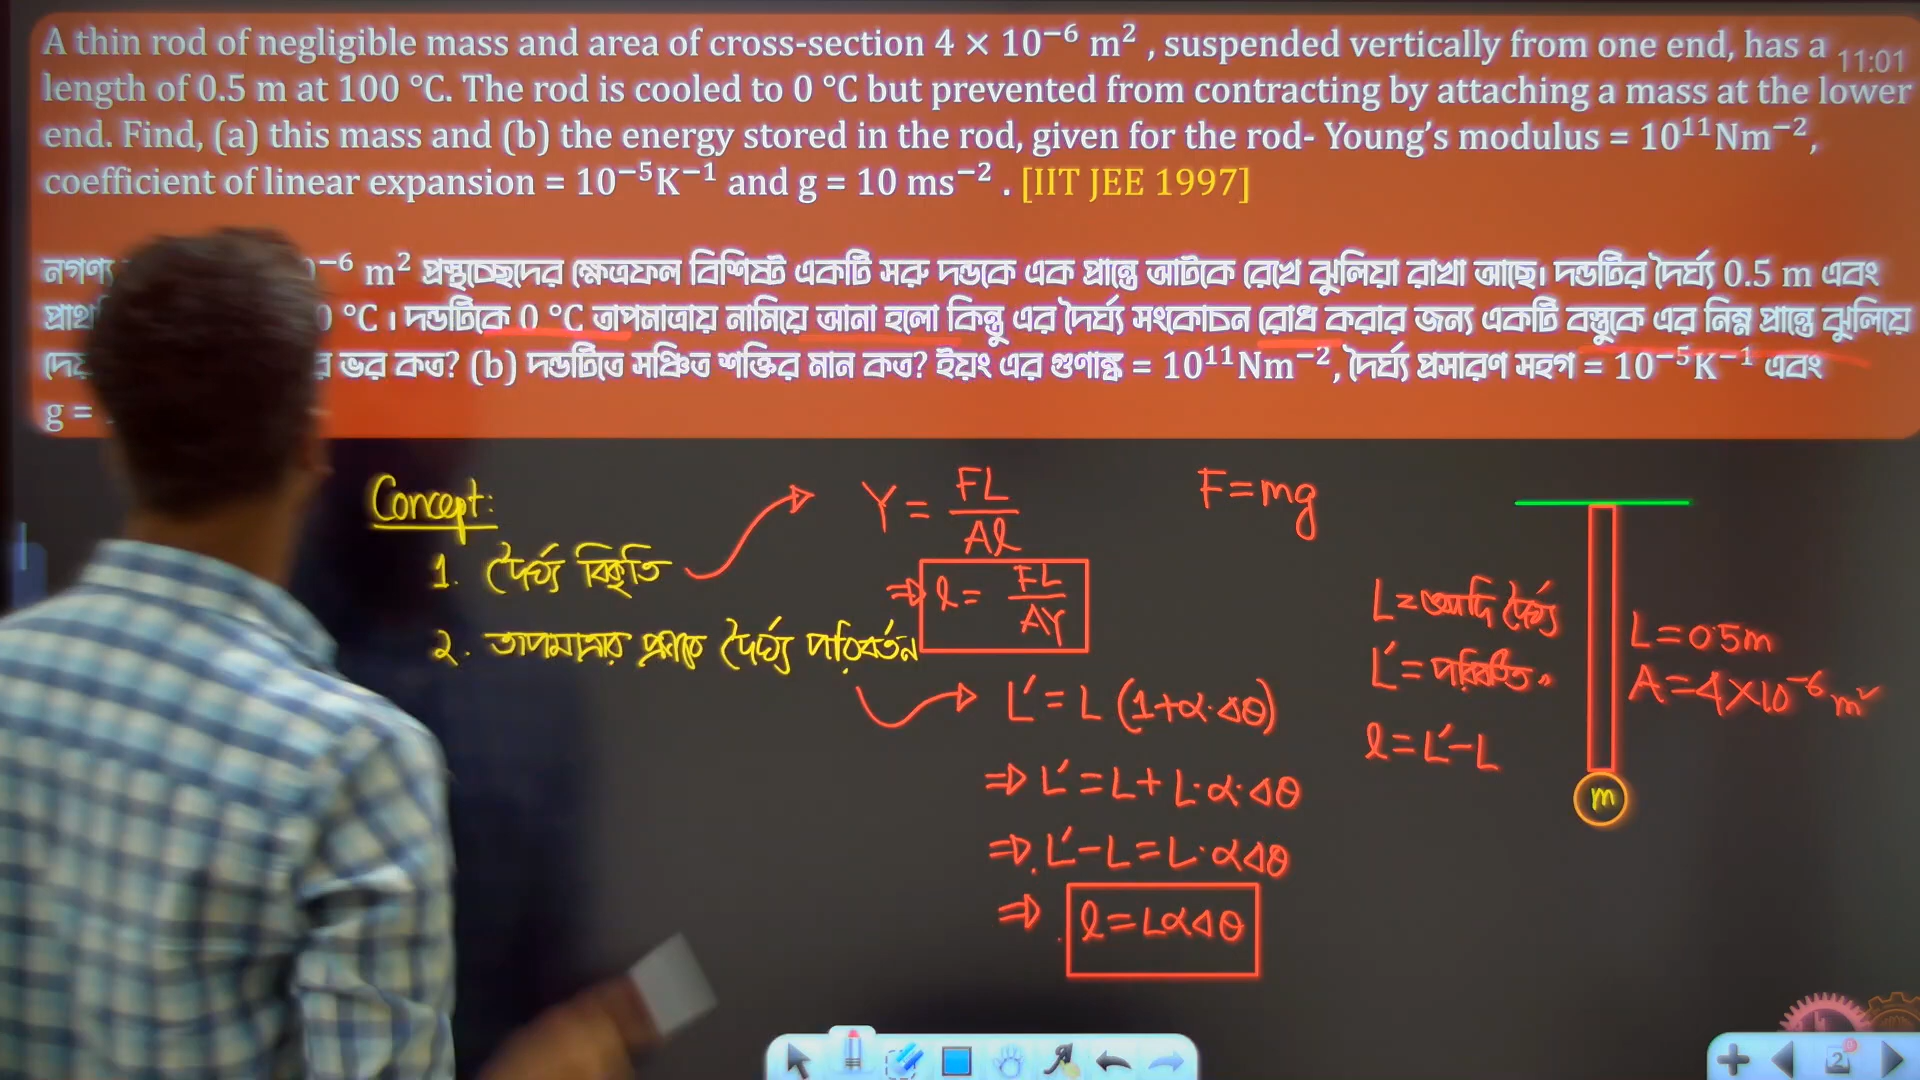 A thin rod of negligible mass and area of cross-section 4 × 10⁻⁶ m² , suspended vertically from one end, has a
11:01
length of 0.5 m at 100 °C. The rod is cooled to 0 °C but prevented from contracting by attaching a mass at the lower
end. Find, (a) this mass and (b) the energy stored in the rod, given for the rod- Young's modulus = 10¹¹Nm⁻²,
coefficient of linear expansion = 10⁻⁵K⁻¹ and g = 10 ms⁻² . [IIT JEE 1997]
নগণ্য ⁻⁶ m² প্রস্থচ্ছেদের ক্ষেত্রফল বিশিষ্ট একটি সরু দন্ডকে এক প্রান্তে আটকে রেখে ঝুলিয়া রাখা আছে। দন্ডটির দৈর্ঘ্য 0.5 m এবং
0 °C । দন্ডটিকে 0 °C তাপমাত্রায় নামিয়ে আনা হলো কিন্তু এর দৈর্ঘ্য সংকোচন রোধ করার জন্য একটি বস্তুকে এর নিম্ন প্রান্তে ঝুলিয়ে
ভর কত? (b) দন্ডটিতে সঞ্চিত শক্তির মান কত? ইয়ং এর গুণাঙ্ক = 10¹¹Nm⁻², দৈর্ঘ্য প্রসারণ সহগ = 10⁻⁵K⁻¹ এবং
g =
Concept:
1. দৈর্ঘ্য বিকৃতি
২. তাপমাত্রার প্রভাবে দৈর্ঘ্য পরিবর্তন
Y = FL/Al
⇒ l = FL/AY
L′ = L (1+α·Δθ)
⇒ L′ = L + L·α·Δθ
⇒ L′-L = L·αΔθ
⇒ l = LαΔθ
F = mg
L = আদি দৈর্ঘ্য
L′ = পরিবর্তিত "
l = L′-L
L = 0.5m
A = 4×10⁻⁶ m²
m
2